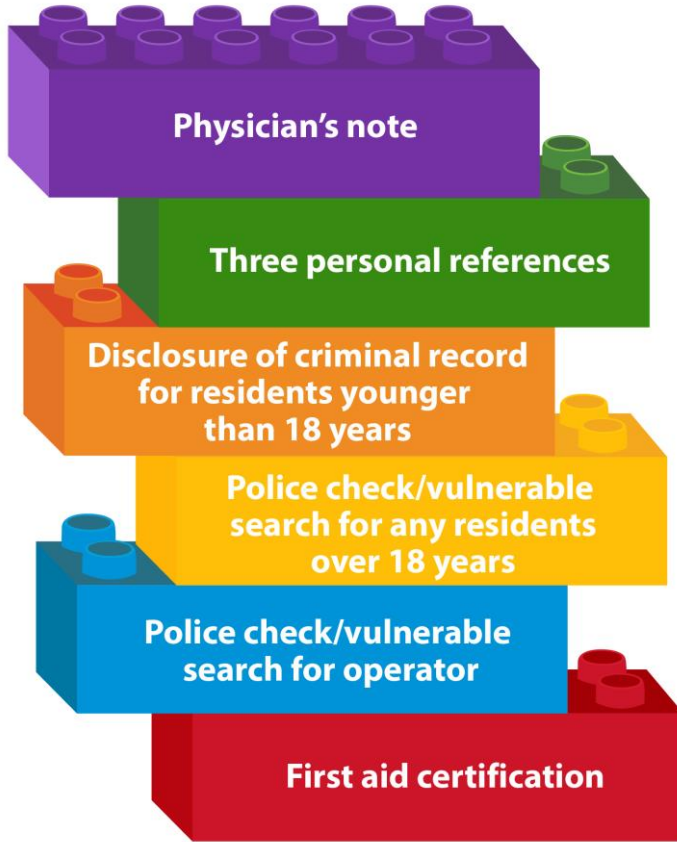 Physician’s note
Three personal references
Disclosure of criminal record
for residents younger
than 18 years
Police check/vulnerable
search for any residents
over 18 years
Police check/vulnerable
search for operator
First aid certification